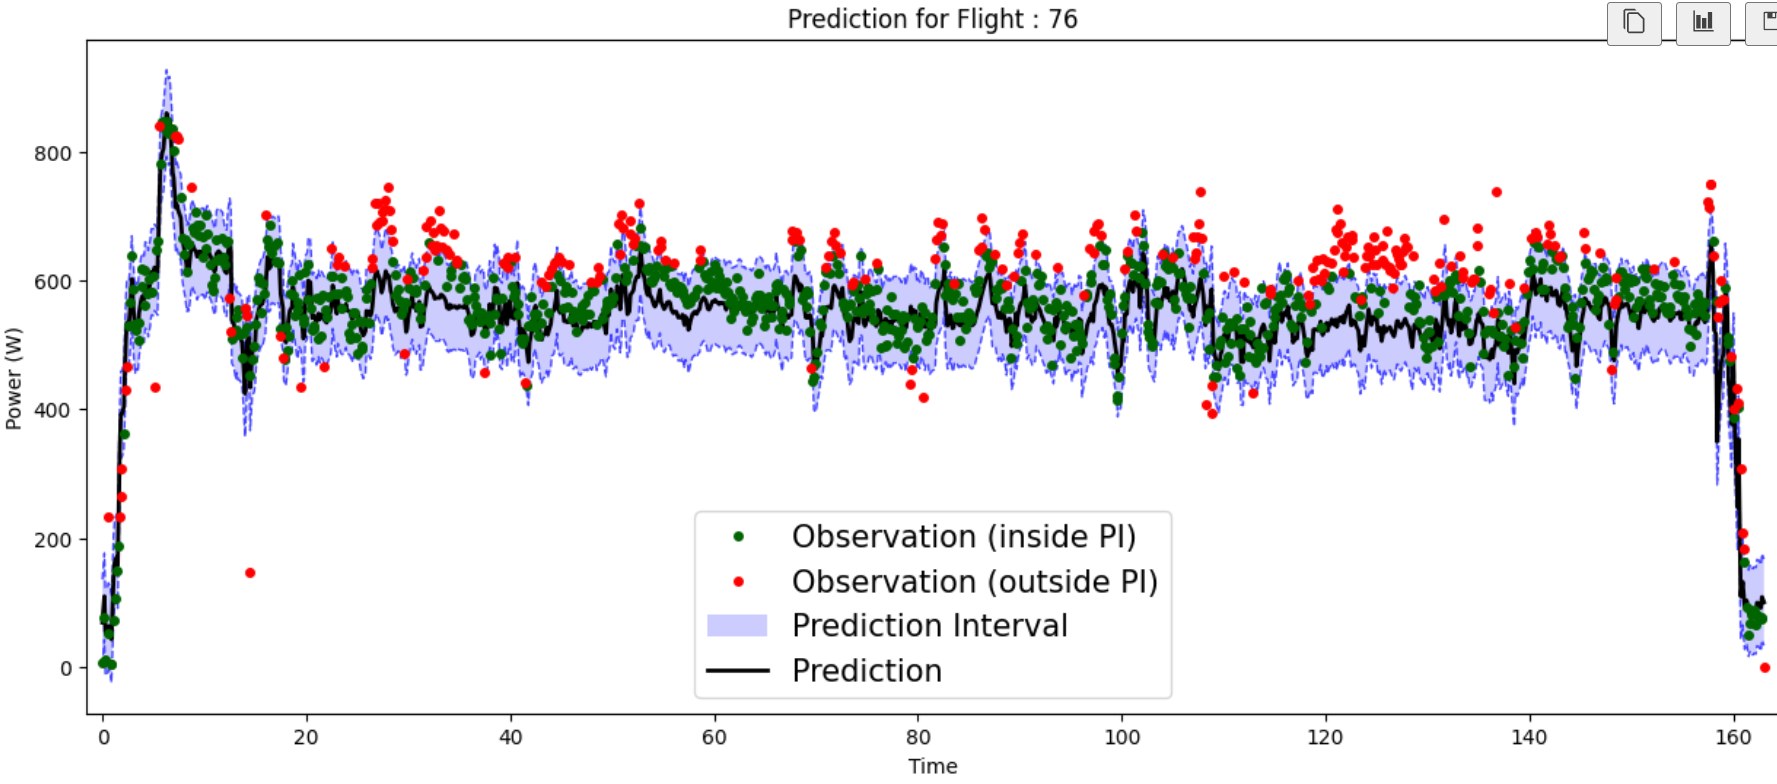 Prediction for Flight : 76
Power (W)
800
600
400
200
0
Observation (inside PI)
Observation (outside PI)
Prediction Interval
Prediction
0 20 40 60 80 100 120 140 160
Time